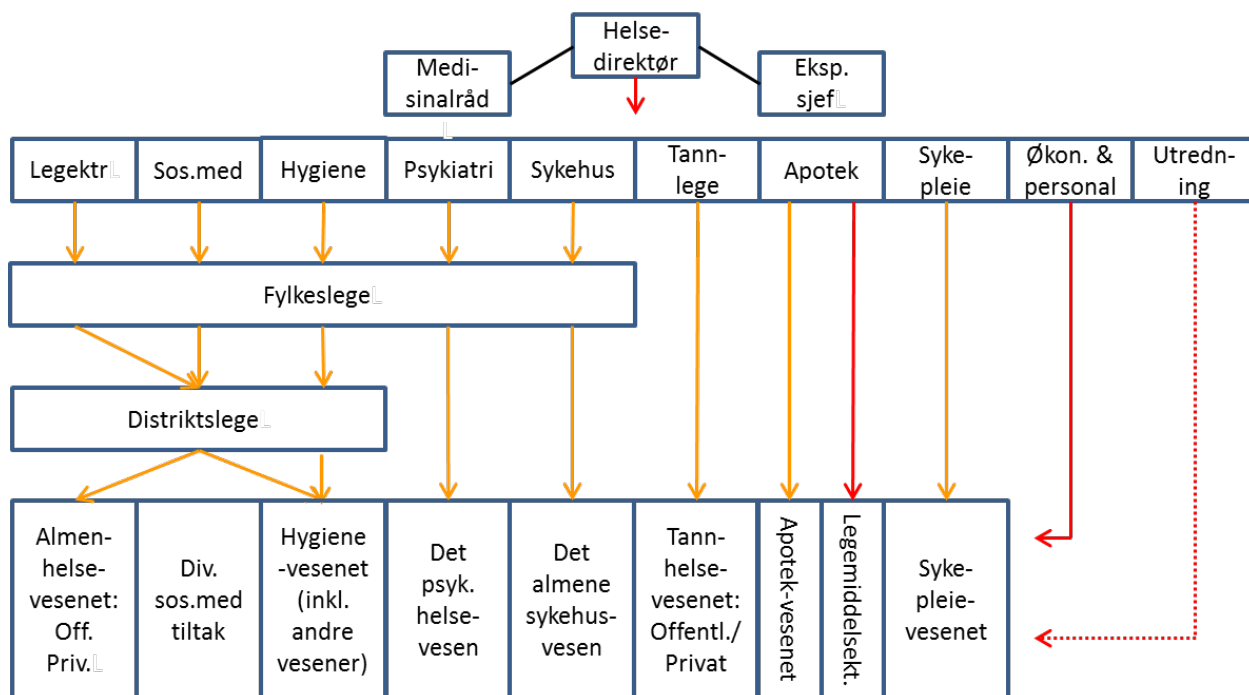 Helse-
direktør
Medi-
sinalråd
Eksp.
sjef
Legektr
Sos.med
Hygiene
Psykiatri
Sykehus
Tann-
lege
Apotek
Syke-
pleie
Økon. &
personal
Utredn-
ing
Fylkeslege
Distriktslege
Almen-
helse-
vesenet:
Off.
Priv.
Div.
sos.med
tiltak
Hygiene
-vesenet
(inkl.
andre
vesener)
Det
psyk.
helse-
vesen
Det
almene
sykehus-
vesen
Tann-
helse-
vesenet:
Offentl./
Privat
Apotek-vesenet
Legemiddelsekt.
Syke-
pleie-
vesenet